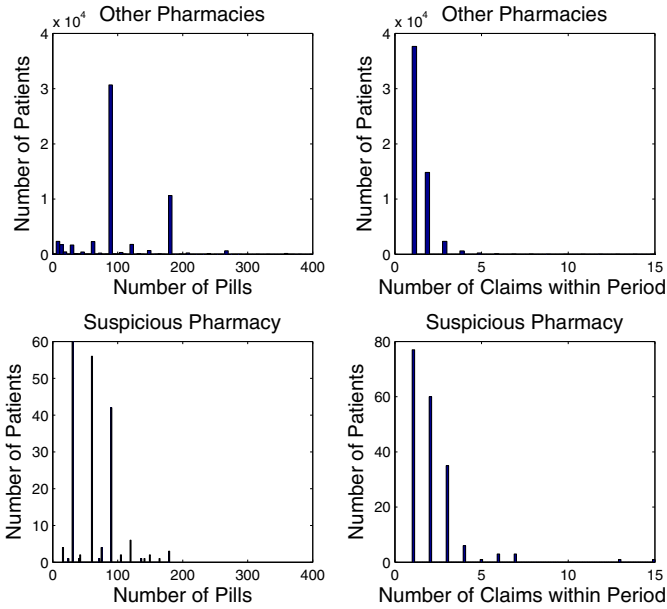 Other Pharmacies
x 10⁴
4
3
2
1
0
Number of Patients
0 100 200 300 400
Number of Pills
Other Pharmacies
x 10⁴
4
3
2
1
0
Number of Patients
0 5 10 15
Number of Claims within Period
Suspicious Pharmacy
60
50
40
30
20
10
0
Number of Patients
0 100 200 300 400
Number of Pills
Suspicious Pharmacy
80
60
40
20
0
Number of Patients
0 5 10 15
Number of Claims within Period